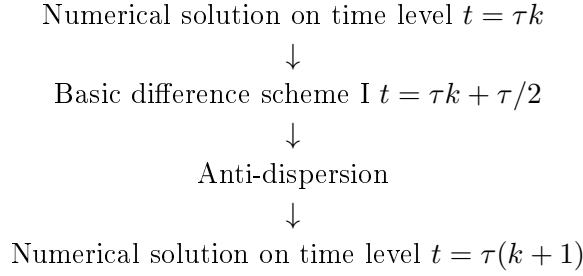 Numerical solution on time level t = τk
↓
Basic difference scheme I t = τk + τ/2
↓
Anti-dispersion
↓
Numerical solution on time level t = τ(k + 1)